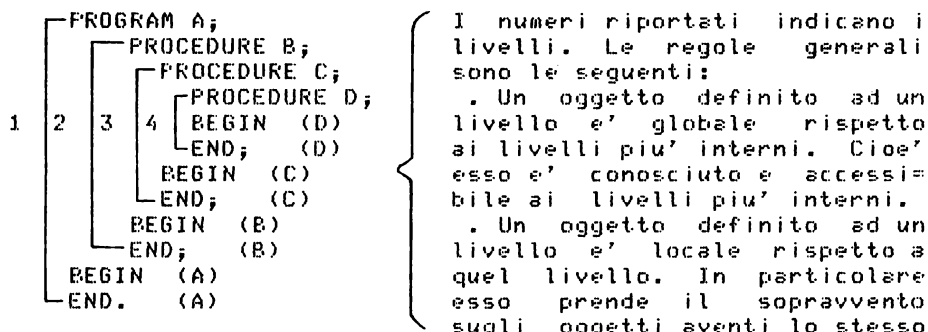 PROGRAM A;
PROCEDURE B;
PROCEDURE C;
PROCEDURE D;
1 2 3 4 BEGIN (D)
END; (D)
BEGIN (C)
END; (C)
BEGIN (B)
END; (B)
BEGIN (A)
END. (A)
I numeri riportati indicano i
livelli. Le regole generali
sono le seguenti:
. Un oggetto definito ad un
livello e' globale rispetto
ai livelli piu' interni. Cioe'
esso e' conosciuto e accessi=
bile ai livelli piu' interni.
. Un oggetto definito ad un
livello e' locale rispetto a
quel livello. In particolare
esso prende il sopravvento
sugli oggetti aventi lo stesso